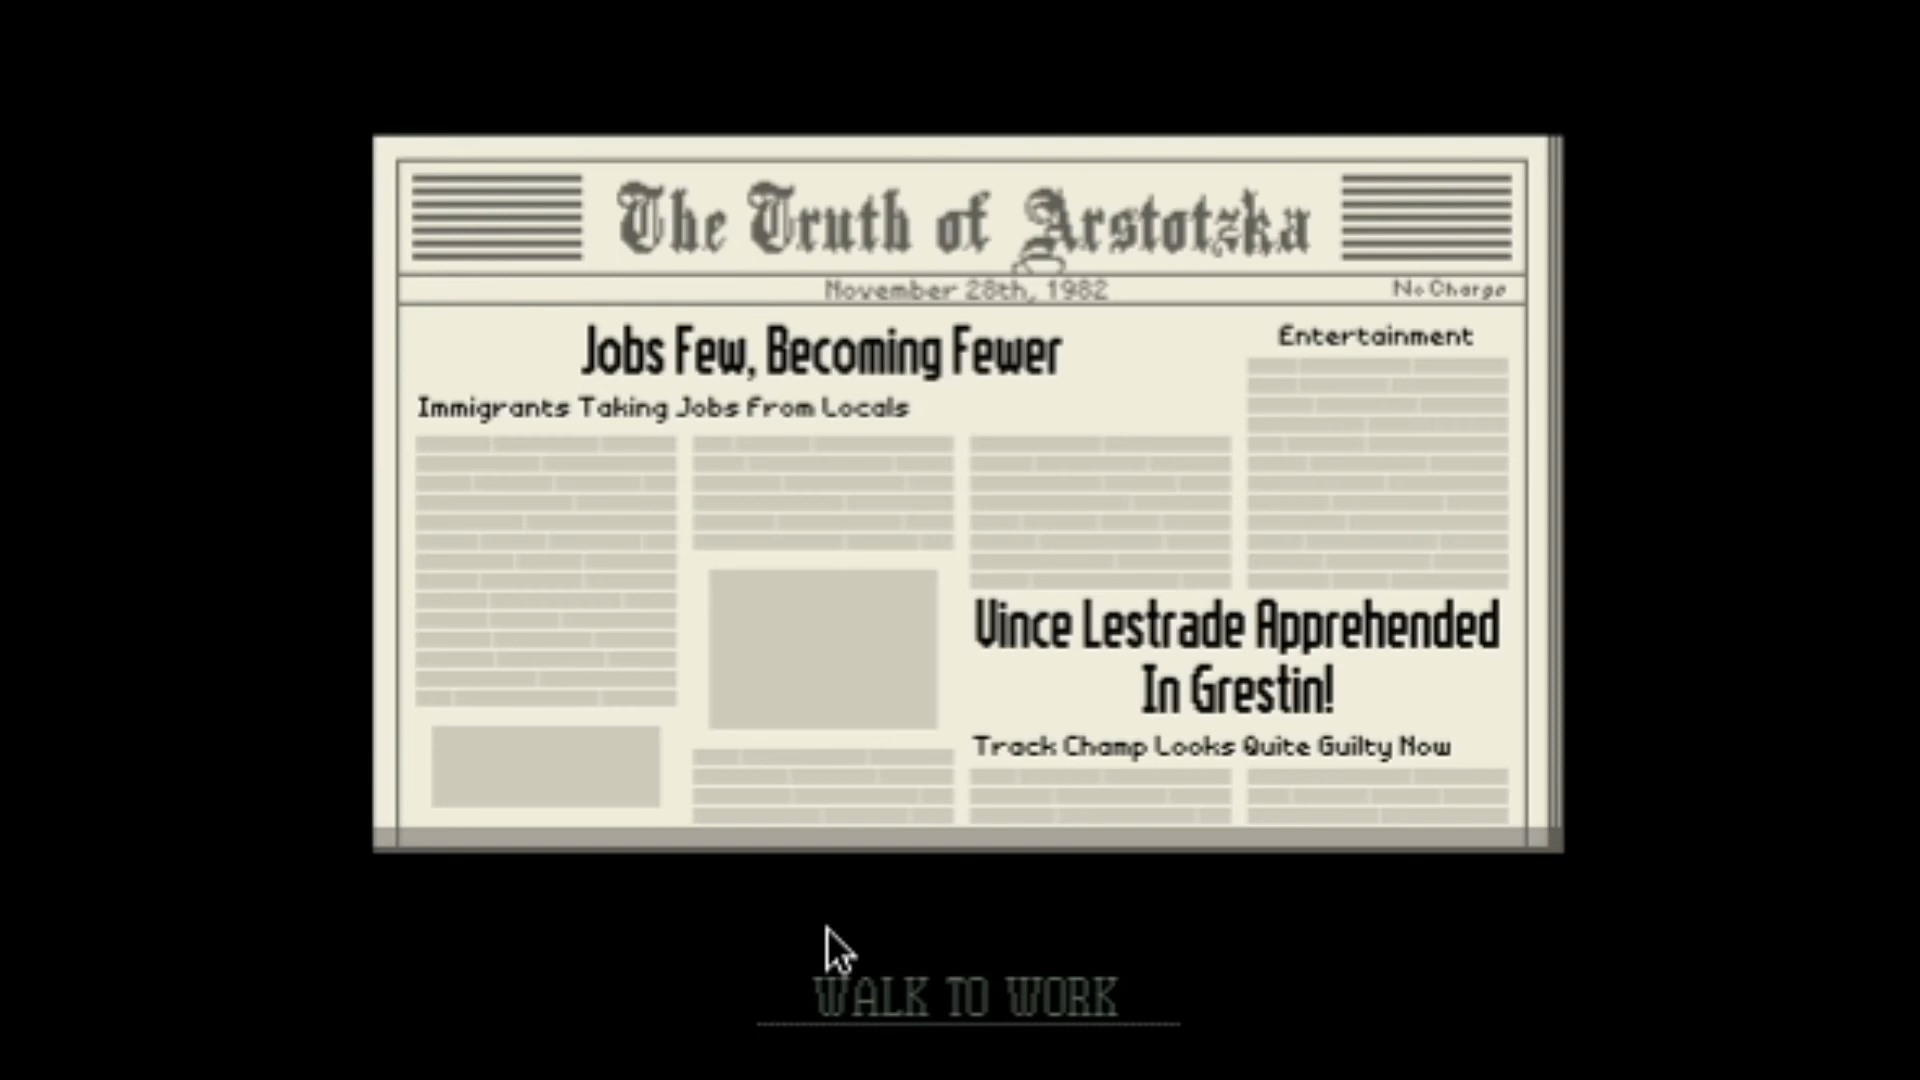 The Truth of Arstotzka
November 28th, 1982
No Charge
Jobs Few, Becoming Fewer
Immigrants Taking Jobs From Locals
Entertainment
Vince Lestrade Apprehended
In Grestin!
Track Champ Looks Quite Guilty Now
WALK TO WORK